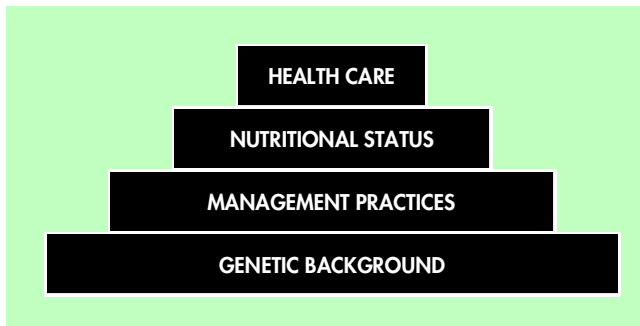 HEALTH CARE
NUTRITIONAL STATUS
MANAGEMENT PRACTICES
GENETIC BACKGROUND